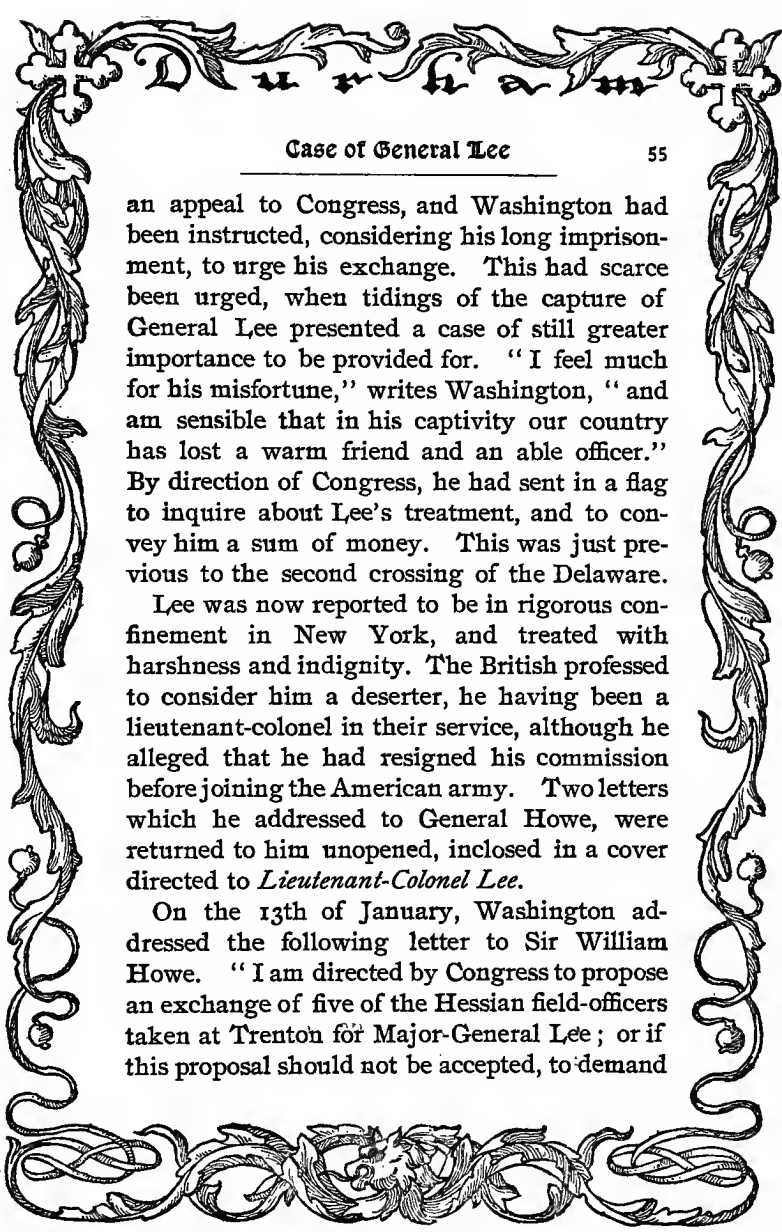 Durham
Case of General Lee 55
an appeal to Congress, and Washington had
been instructed, considering his long imprison-
ment, to urge his exchange. This had scarce
been urged, when tidings of the capture of
General Lee presented a case of still greater
importance to be provided for. “ I feel much
for his misfortune,” writes Washington, “ and
am sensible that in his captivity our country
has lost a warm friend and an able officer.”
By direction of Congress, he had sent in a flag
to inquire about Lee's treatment, and to con-
vey him a sum of money. This was just pre-
vious to the second crossing of the Delaware.
Lee was now reported to be in rigorous con-
finement in New York, and treated with
harshness and indignity. The British professed
to consider him a deserter, he having been a
lieutenant-colonel in their service, although he
alleged that he had resigned his commission
before joining the American army. Two letters
which he addressed to General Howe, were
returned to him unopened, inclosed in a cover
directed to Lieutenant-Colonel Lee.
On the 13th of January, Washington ad-
dressed the following letter to Sir William
Howe. “ I am directed by Congress to propose
an exchange of five of the Hessian field-officers
taken at Trenton for Major-General Lee ; or if
this proposal should not be accepted, to demand